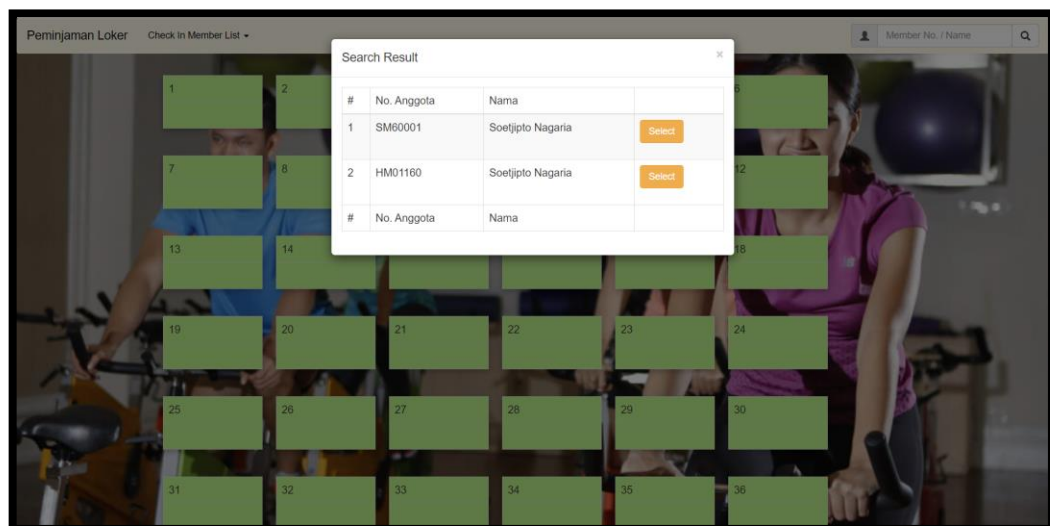 Peminjaman Loker Check In Member List Member No. / Name
Search Result ×
# No. Anggota Nama
1 SM60001 Soetjipto Nagaria Select
2 HM01160 Soetjipto Nagaria Select
# No. Anggota Nama
1 2 6
7 8 12
13 14 18
19 20 21 22 23 24
25 26 27 28 29 30
31 32 33 34 35 36